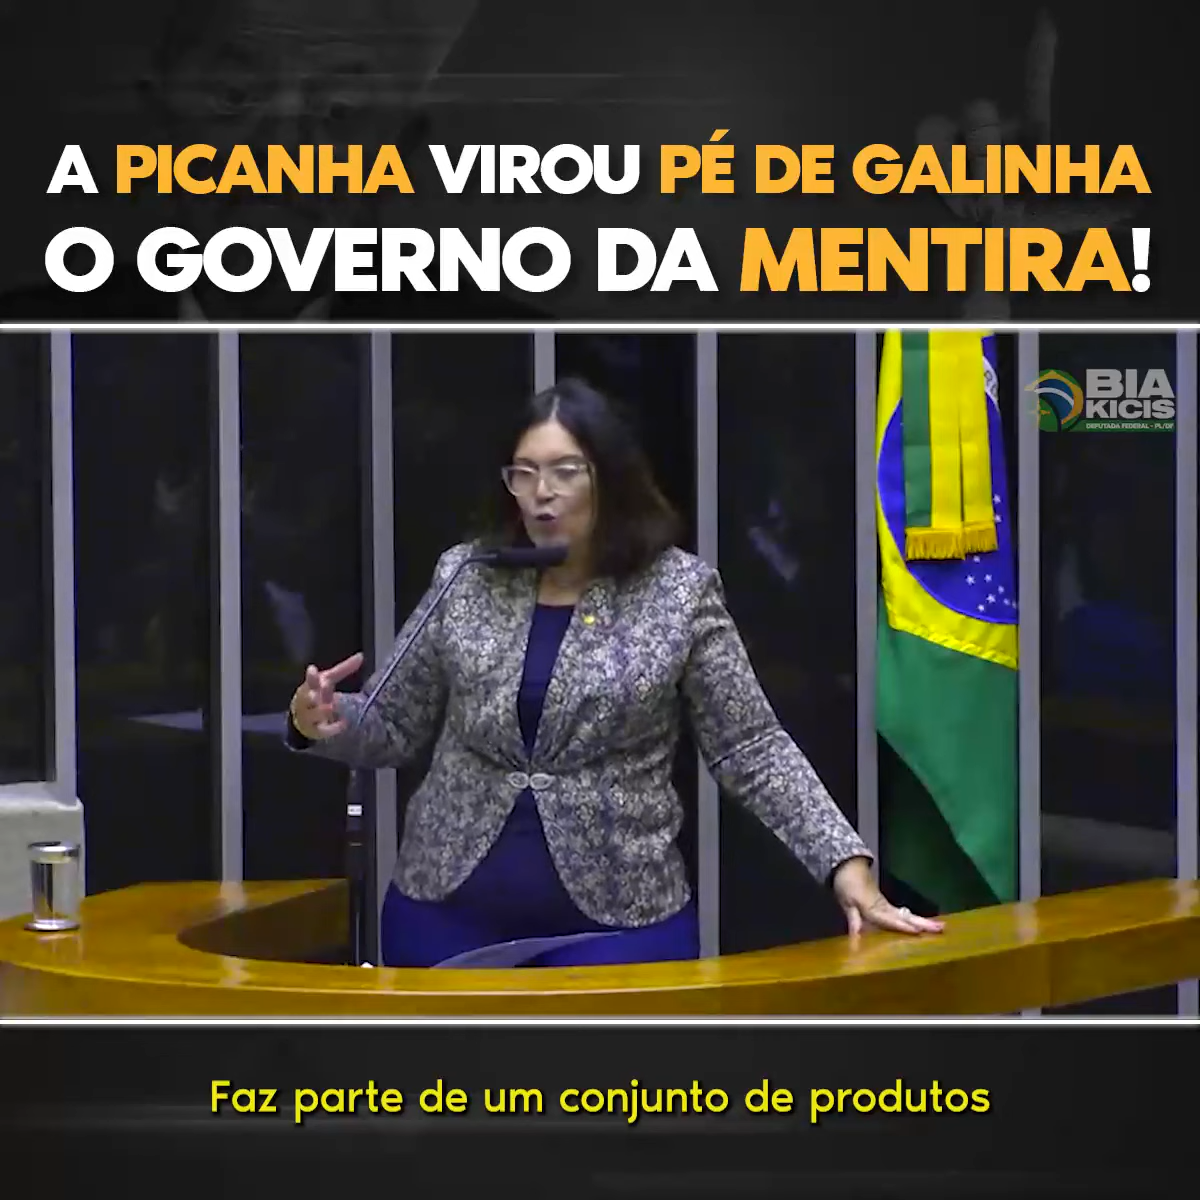 A PICANHA VIROU PÉ DE GALINHA
O GOVERNO DA MENTIRA!
BIA
KICIS
DEPUTADA FEDERAL - PL/DF
Faz parte de um conjunto de produtos